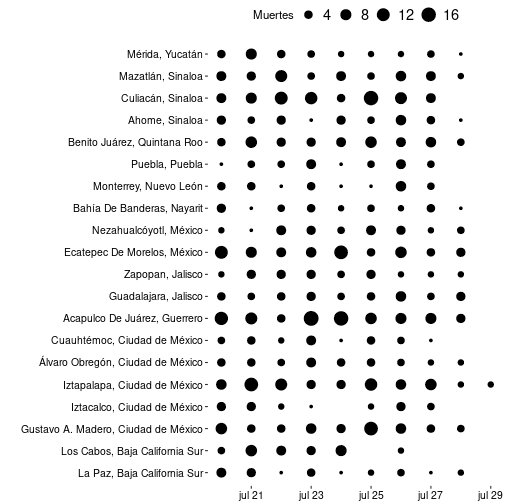 Muertes 4 8 12 16
Mérida, Yucatán
Mazatlán, Sinaloa
Culiacán, Sinaloa
Ahome, Sinaloa
Benito Juárez, Quintana Roo
Puebla, Puebla
Monterrey, Nuevo León
Bahía De Banderas, Nayarit
Nezahualcóyotl, México
Ecatepec De Morelos, México
Zapopan, Jalisco
Guadalajara, Jalisco
Acapulco De Juárez, Guerrero
Cuauhtémoc, Ciudad de México
Álvaro Obregón, Ciudad de México
Iztapalapa, Ciudad de México
Iztacalco, Ciudad de México
Gustavo A. Madero, Ciudad de México
Los Cabos, Baja California Sur
La Paz, Baja California Sur
jul 21 jul 23 jul 25 jul 27 jul 29